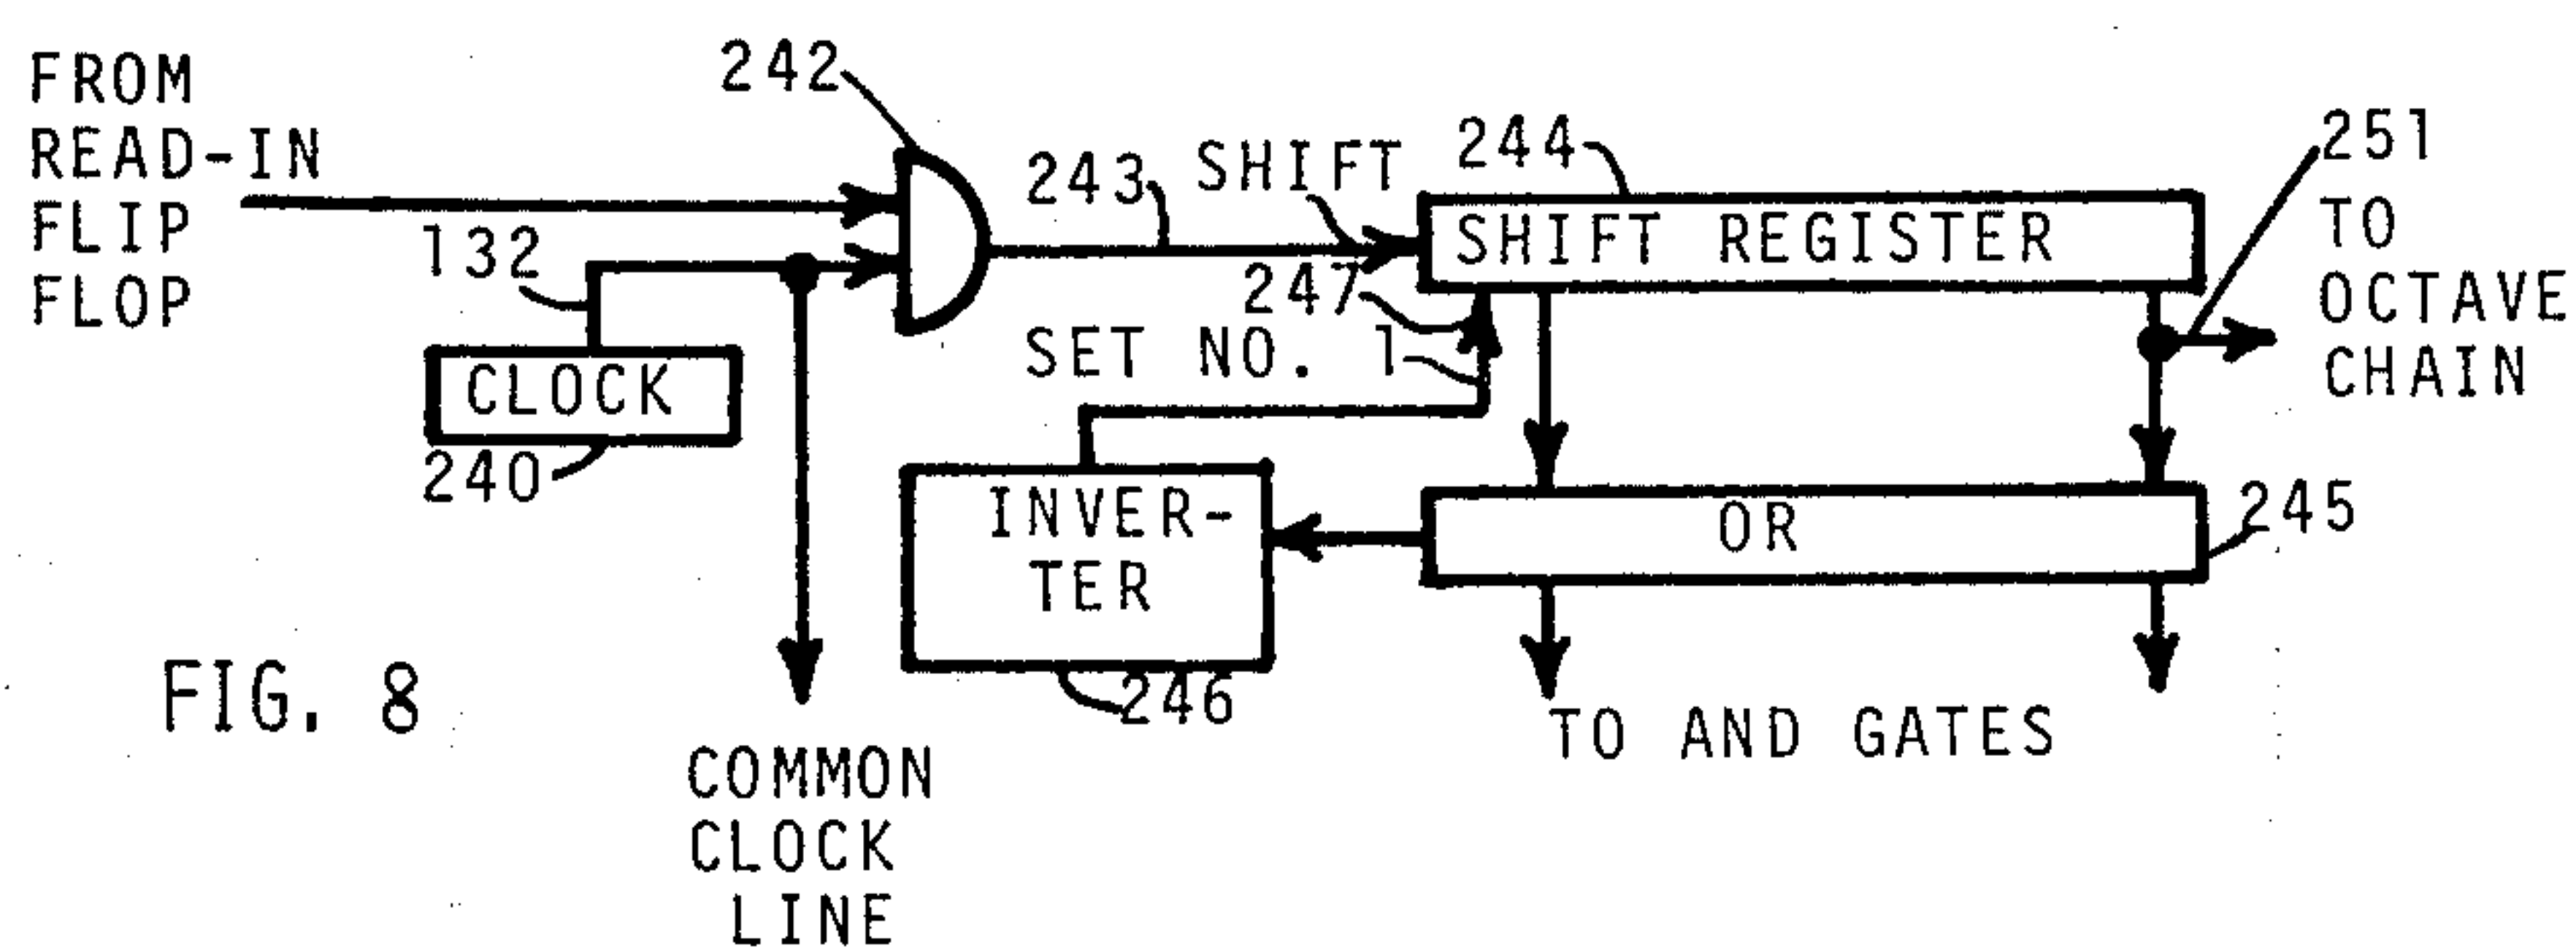 FROM
READ-IN
FLIP
FLOP
132
CLOCK
240
242
243
SHIFT
244
SHIFT REGISTER
247
SET NO. 1
251
TO
OCTAVE
CHAIN
INVER-
TER
246
OR
245
TO AND GATES
COMMON
CLOCK
LINE
FIG. 8